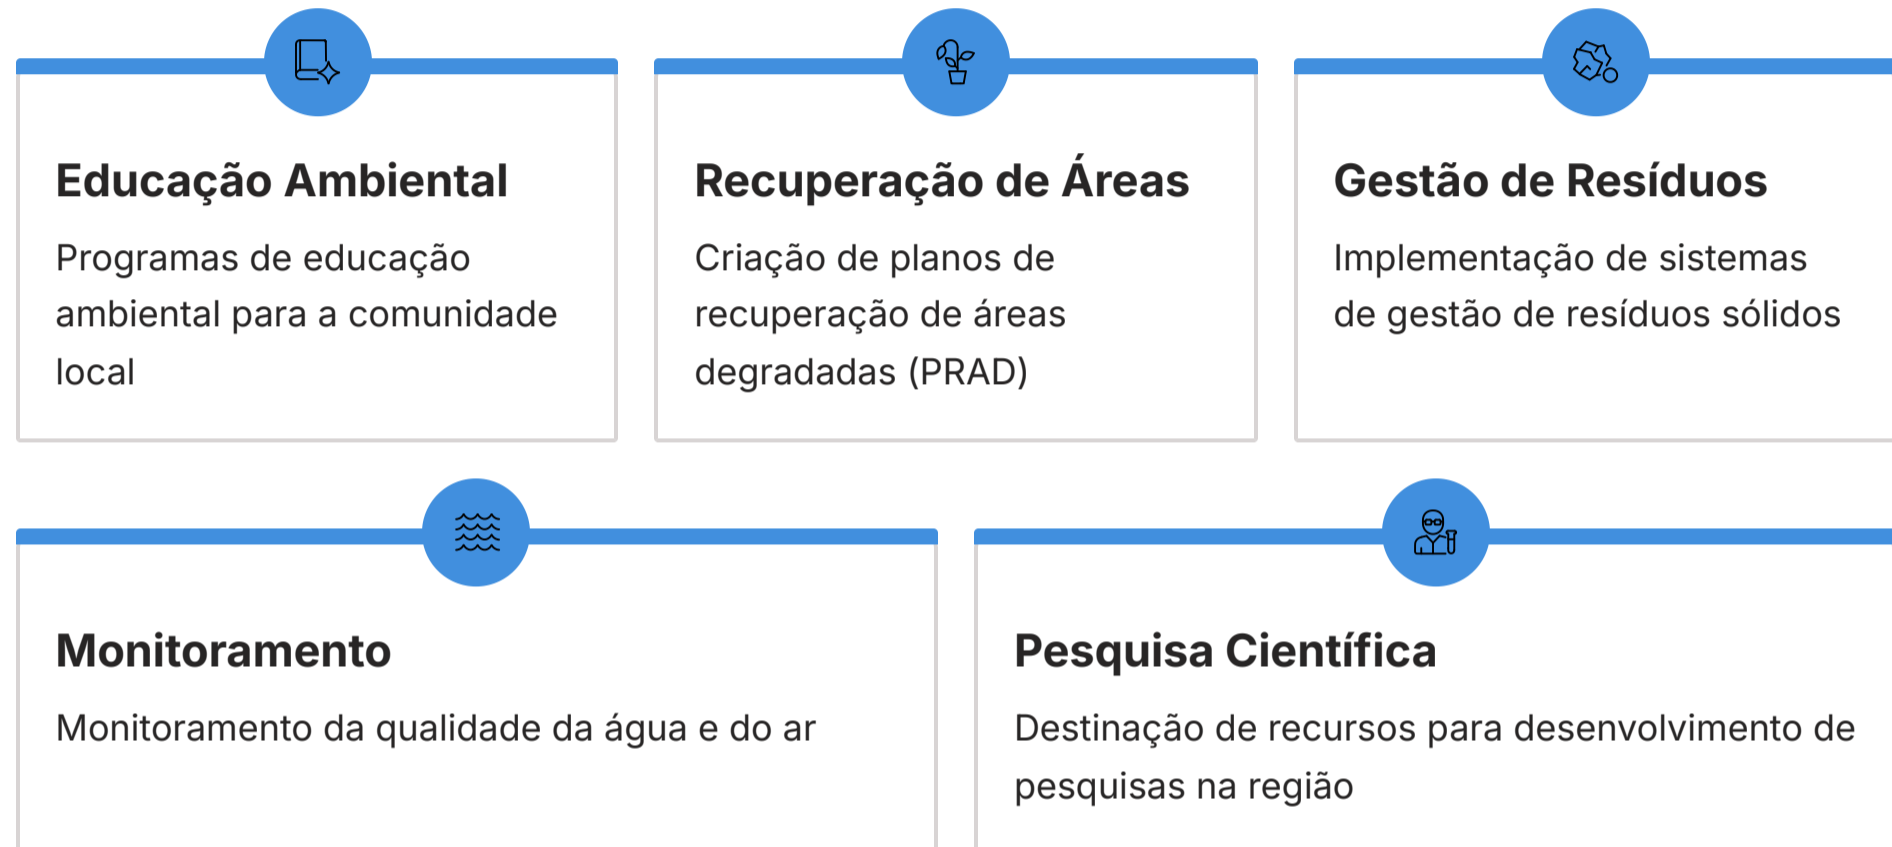 Educação Ambiental
Programas de educação
ambiental para a comunidade
local
Recuperação de Áreas
Criação de planos de
recuperação de áreas
degradadas (PRAD)
Gestão de Resíduos
Implementação de sistemas
de gestão de resíduos sólidos
Monitoramento
Monitoramento da qualidade da água e do ar
Pesquisa Científica
Destinação de recursos para desenvolvimento de
pesquisas na região